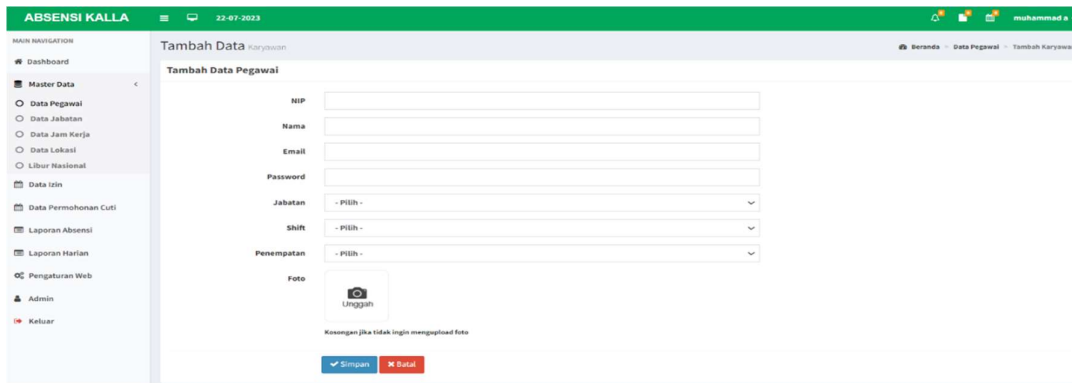 ABSENSI KALLA
22-07-2023
muhammad a
MAIN NAVIGATION
Dashboard
Master Data
Data Pegawai
Data Jabatan
Data Jam Kerja
Data Lokasi
Libur Nasional
Data Izin
Data Permohonan Cuti
Laporan Absensi
Laporan Harian
Pengaturan Web
Admin
Keluar
Tambah Data Karyawan
Beranda - Data Pegawai - Tambah Karyawa
Tambah Data Pegawai
NIP
Nama
Email
Password
Jabatan - Pilih -
Shift - Pilih -
Penempatan - Pilih -
Foto
Unggah
Kosongan jika tidak ingin mengupload foto
Simpan Batal